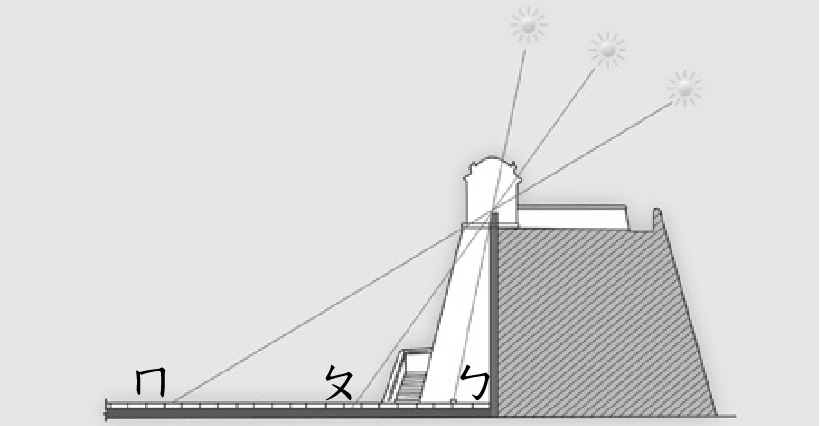 ㄇ ㄆ ㄅ